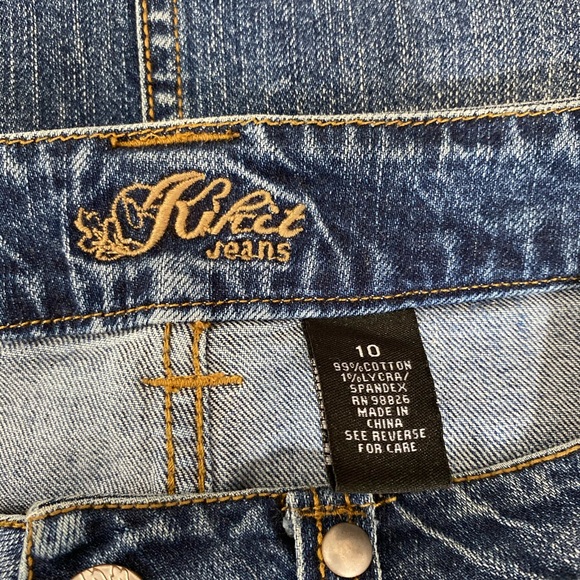 Kikit
Jeans
10
99%COTTON
1%LYCRA/
SPANDEX
RN 98826
MADE IN
CHINA
SEE REVERSE
FOR CARE